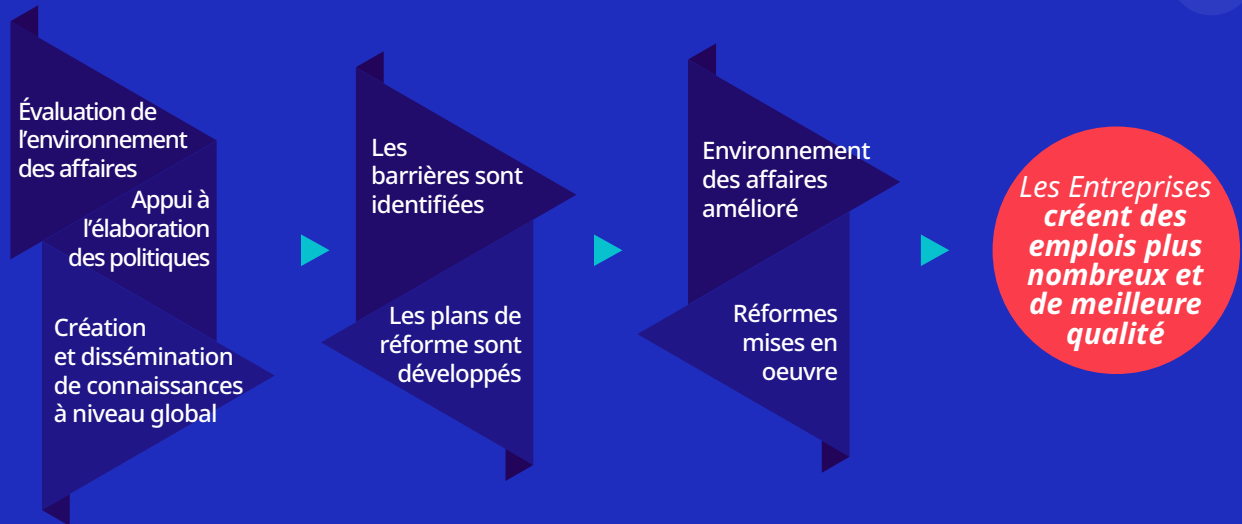 Évaluation de
l’environnement
des affaires
Appui à
l’élaboration
des politiques
Création
et dissémination
de connaissances
à niveau global
Les
barrières sont
identifiées
Les plans de
réforme sont
développés
Environnement
des affaires
amélioré
Réformes
mises en
oeuvre
Les Entreprises
créent des
emplois plus
nombreux et
de meilleure
qualité